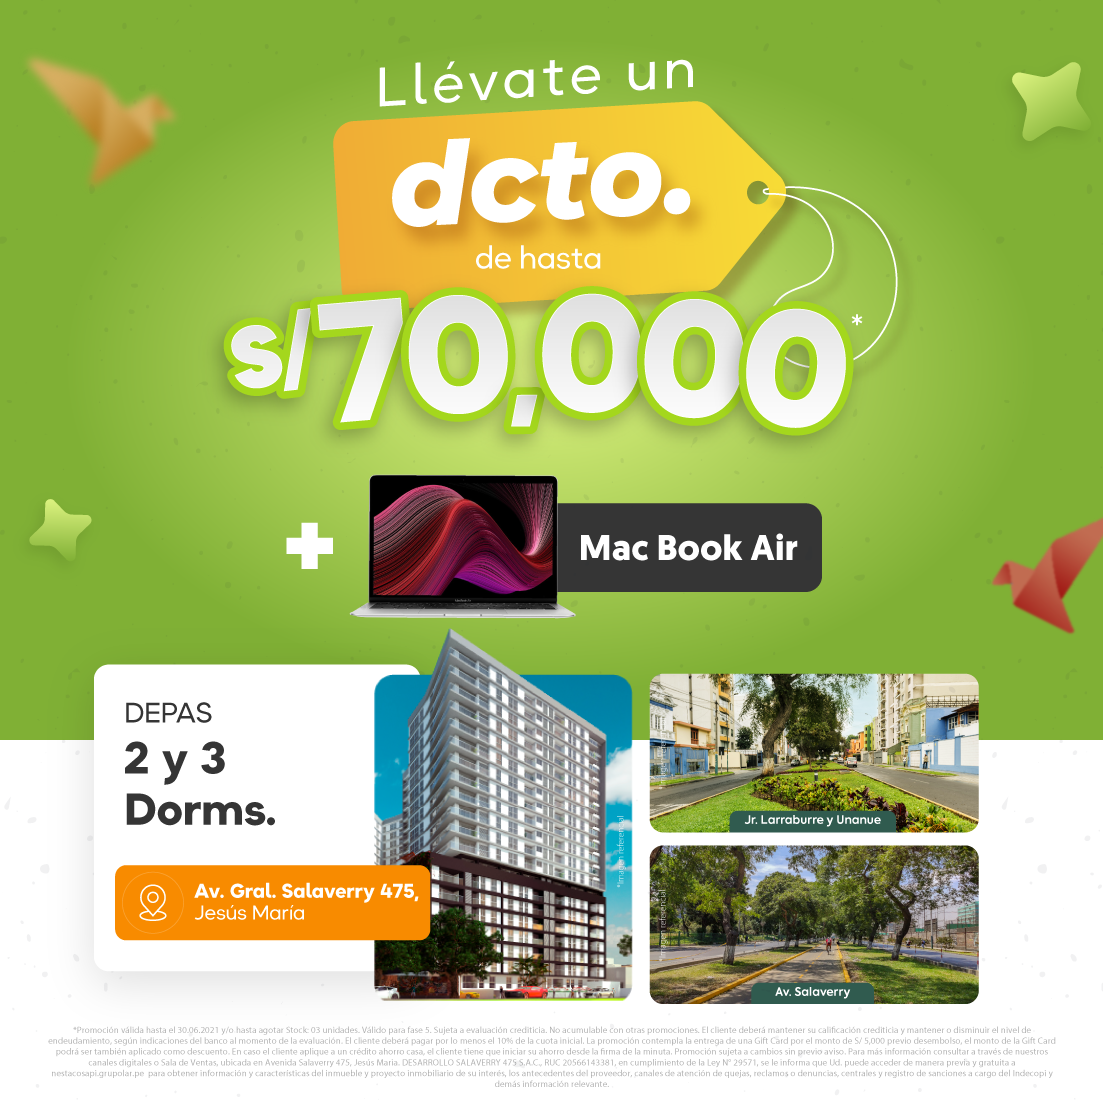 Llévate un
dcto.
de hasta
s/70,000*
+
Mac Book Air
DEPAS
2 y 3
Dorms.
Av. Gral. Salaverry 475,
Jesús María
*Imagen referencial
Jr. Larraburre y Unanue
Av. Salaverry
*Promoción válida hasta el 30.06.2021 y/o hasta agotar Stock: 03 unidades. Válido para fase 5. Sujeta a evaluación crediticia. No acumulable con otras promociones. El cliente deberá mantener su calificación crediticia y mantener o disminuir el nivel de
endeudamiento, según indicaciones del banco al momento de la evaluación. El cliente deberá pagar por lo menos el 10% de la cuota inicial. La promoción contempla la entrega de una Gift Card por el monto de S/ 5,000 previo desembolso, el monto de la Gift Card
podrá ser también aplicado como descuento. En caso el cliente aplique a un crédito ahorro casa, el cliente tiene que iniciar su ahorro desde la firma de la minuta. Promoción sujeta a cambios sin previo aviso. Para más información consultar a través de nuestros
canales digitales o Sala de Ventas, ubicada en Avenida Salaverry 475, Jesús María. DESARROLLO SALAVERRY 475 S.A.C., RUC 20566143381, en cumplimiento de la Ley N° 29571, se le informa que Ud. puede acceder de manera previa y gratuita a
nestacosapi.grupolar.pe para obtener información y características del inmueble y proyecto inmobiliario de su interés, los antecedentes del proveedor, canales de atención de quejas, reclamos o denuncias, centrales y registro de sanciones a cargo del Indecopi y
demás información relevante.